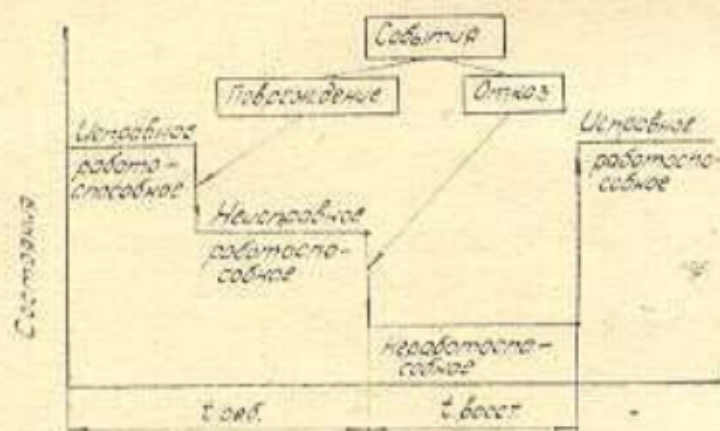 События
Повреждение
Отказ
Исправное
работо-
способное
Неисправное
работоспо-
собное
Исправное
работоспо-
собное
неработоспо-
собное
Состояния
t раб.
t восст.